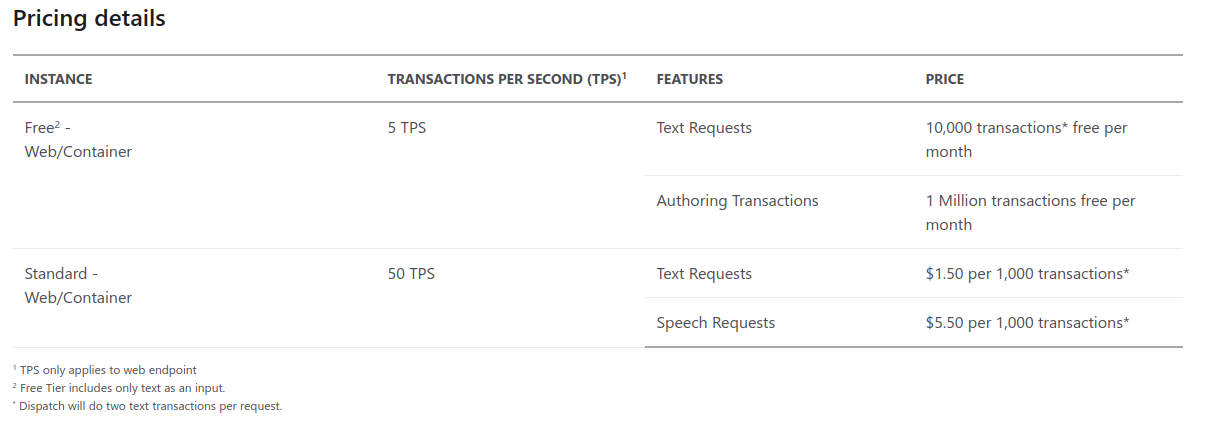 Pricing details
INSTANCE TRANSACTIONS PER SECOND (TPS)¹ FEATURES PRICE
Free² - 5 TPS Text Requests 10,000 transactions* free per
Web/Container month
Authoring Transactions 1 Million transactions free per
month
Standard - 50 TPS Text Requests $1.50 per 1,000 transactions*
Web/Container
Speech Requests $5.50 per 1,000 transactions*
¹ TPS only applies to web endpoint
² Free Tier includes only text as an input.
* Dispatch will do two text transactions per request.